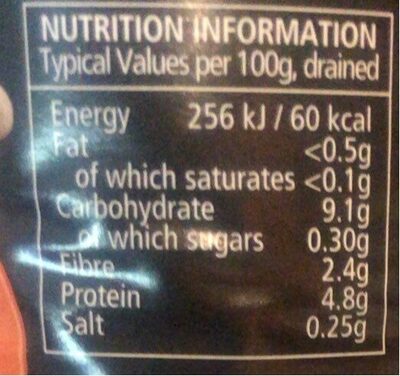 NUTRITION INFORMATION
Typical Values per 100g, drained
Energy 256 kJ / 60 kcal
Fat <0.5g
of which saturates <0.1g
Carbohydrate 9.1g
of which sugars 0.30g
Fibre 2.4g
Protein 4.8g
Salt 0.25g